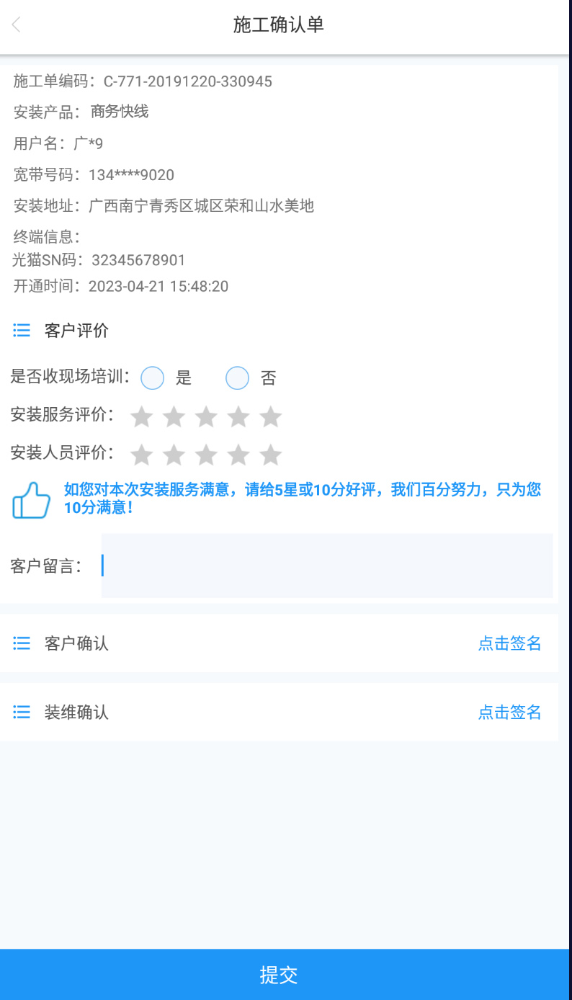 施工确认单
施工单编码：C-771-20191220-330945
安装产品：商务快线
用户名：广*9
宽带号码：134****9020
安装地址：广西南宁青秀区城区荣和山水美地
终端信息：
光猫SN码：32345678901
开通时间：2023-04-21 15:48:20
客户评价
是否收现场培训： 是 否
安装服务评价：
安装人员评价：
如您对本次安装服务满意，请给5星或10分好评，我们百分努力，只为您
10分满意！
客户留言：
客户确认 点击签名
装维确认 点击签名
提交